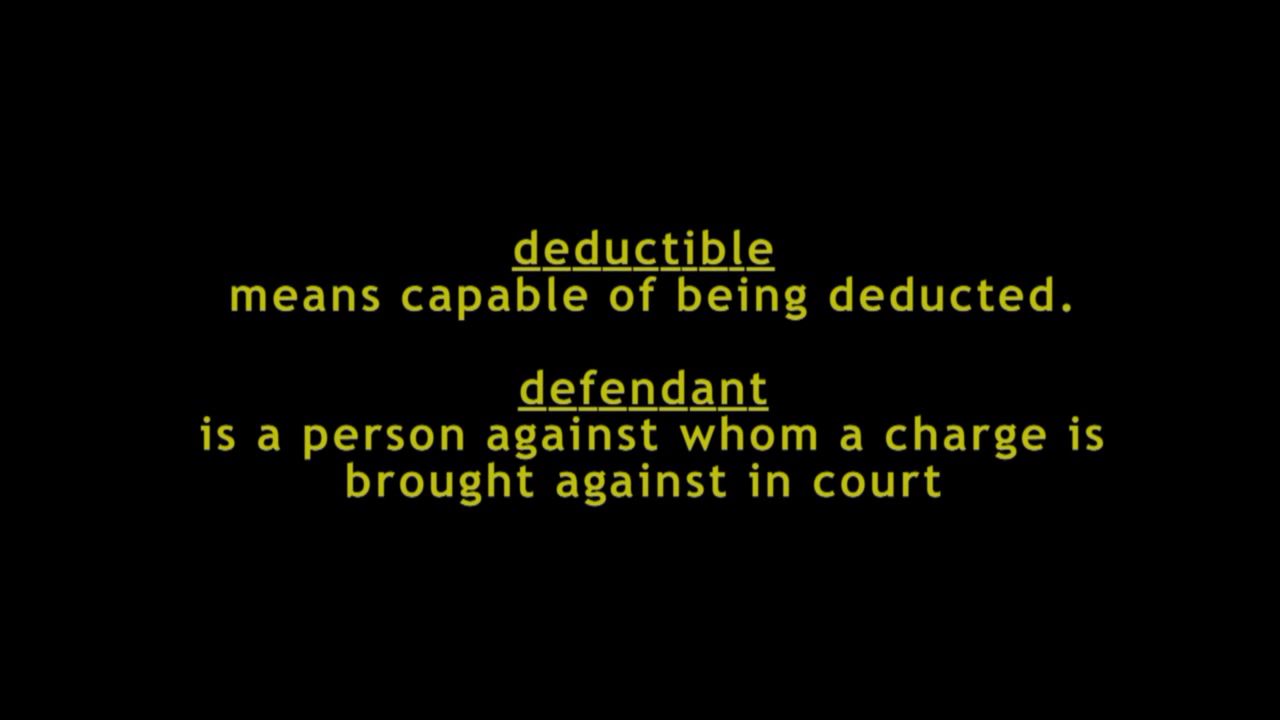 deductible
means capable of being deducted.
defendant
is a person against whom a charge is
brought against in court